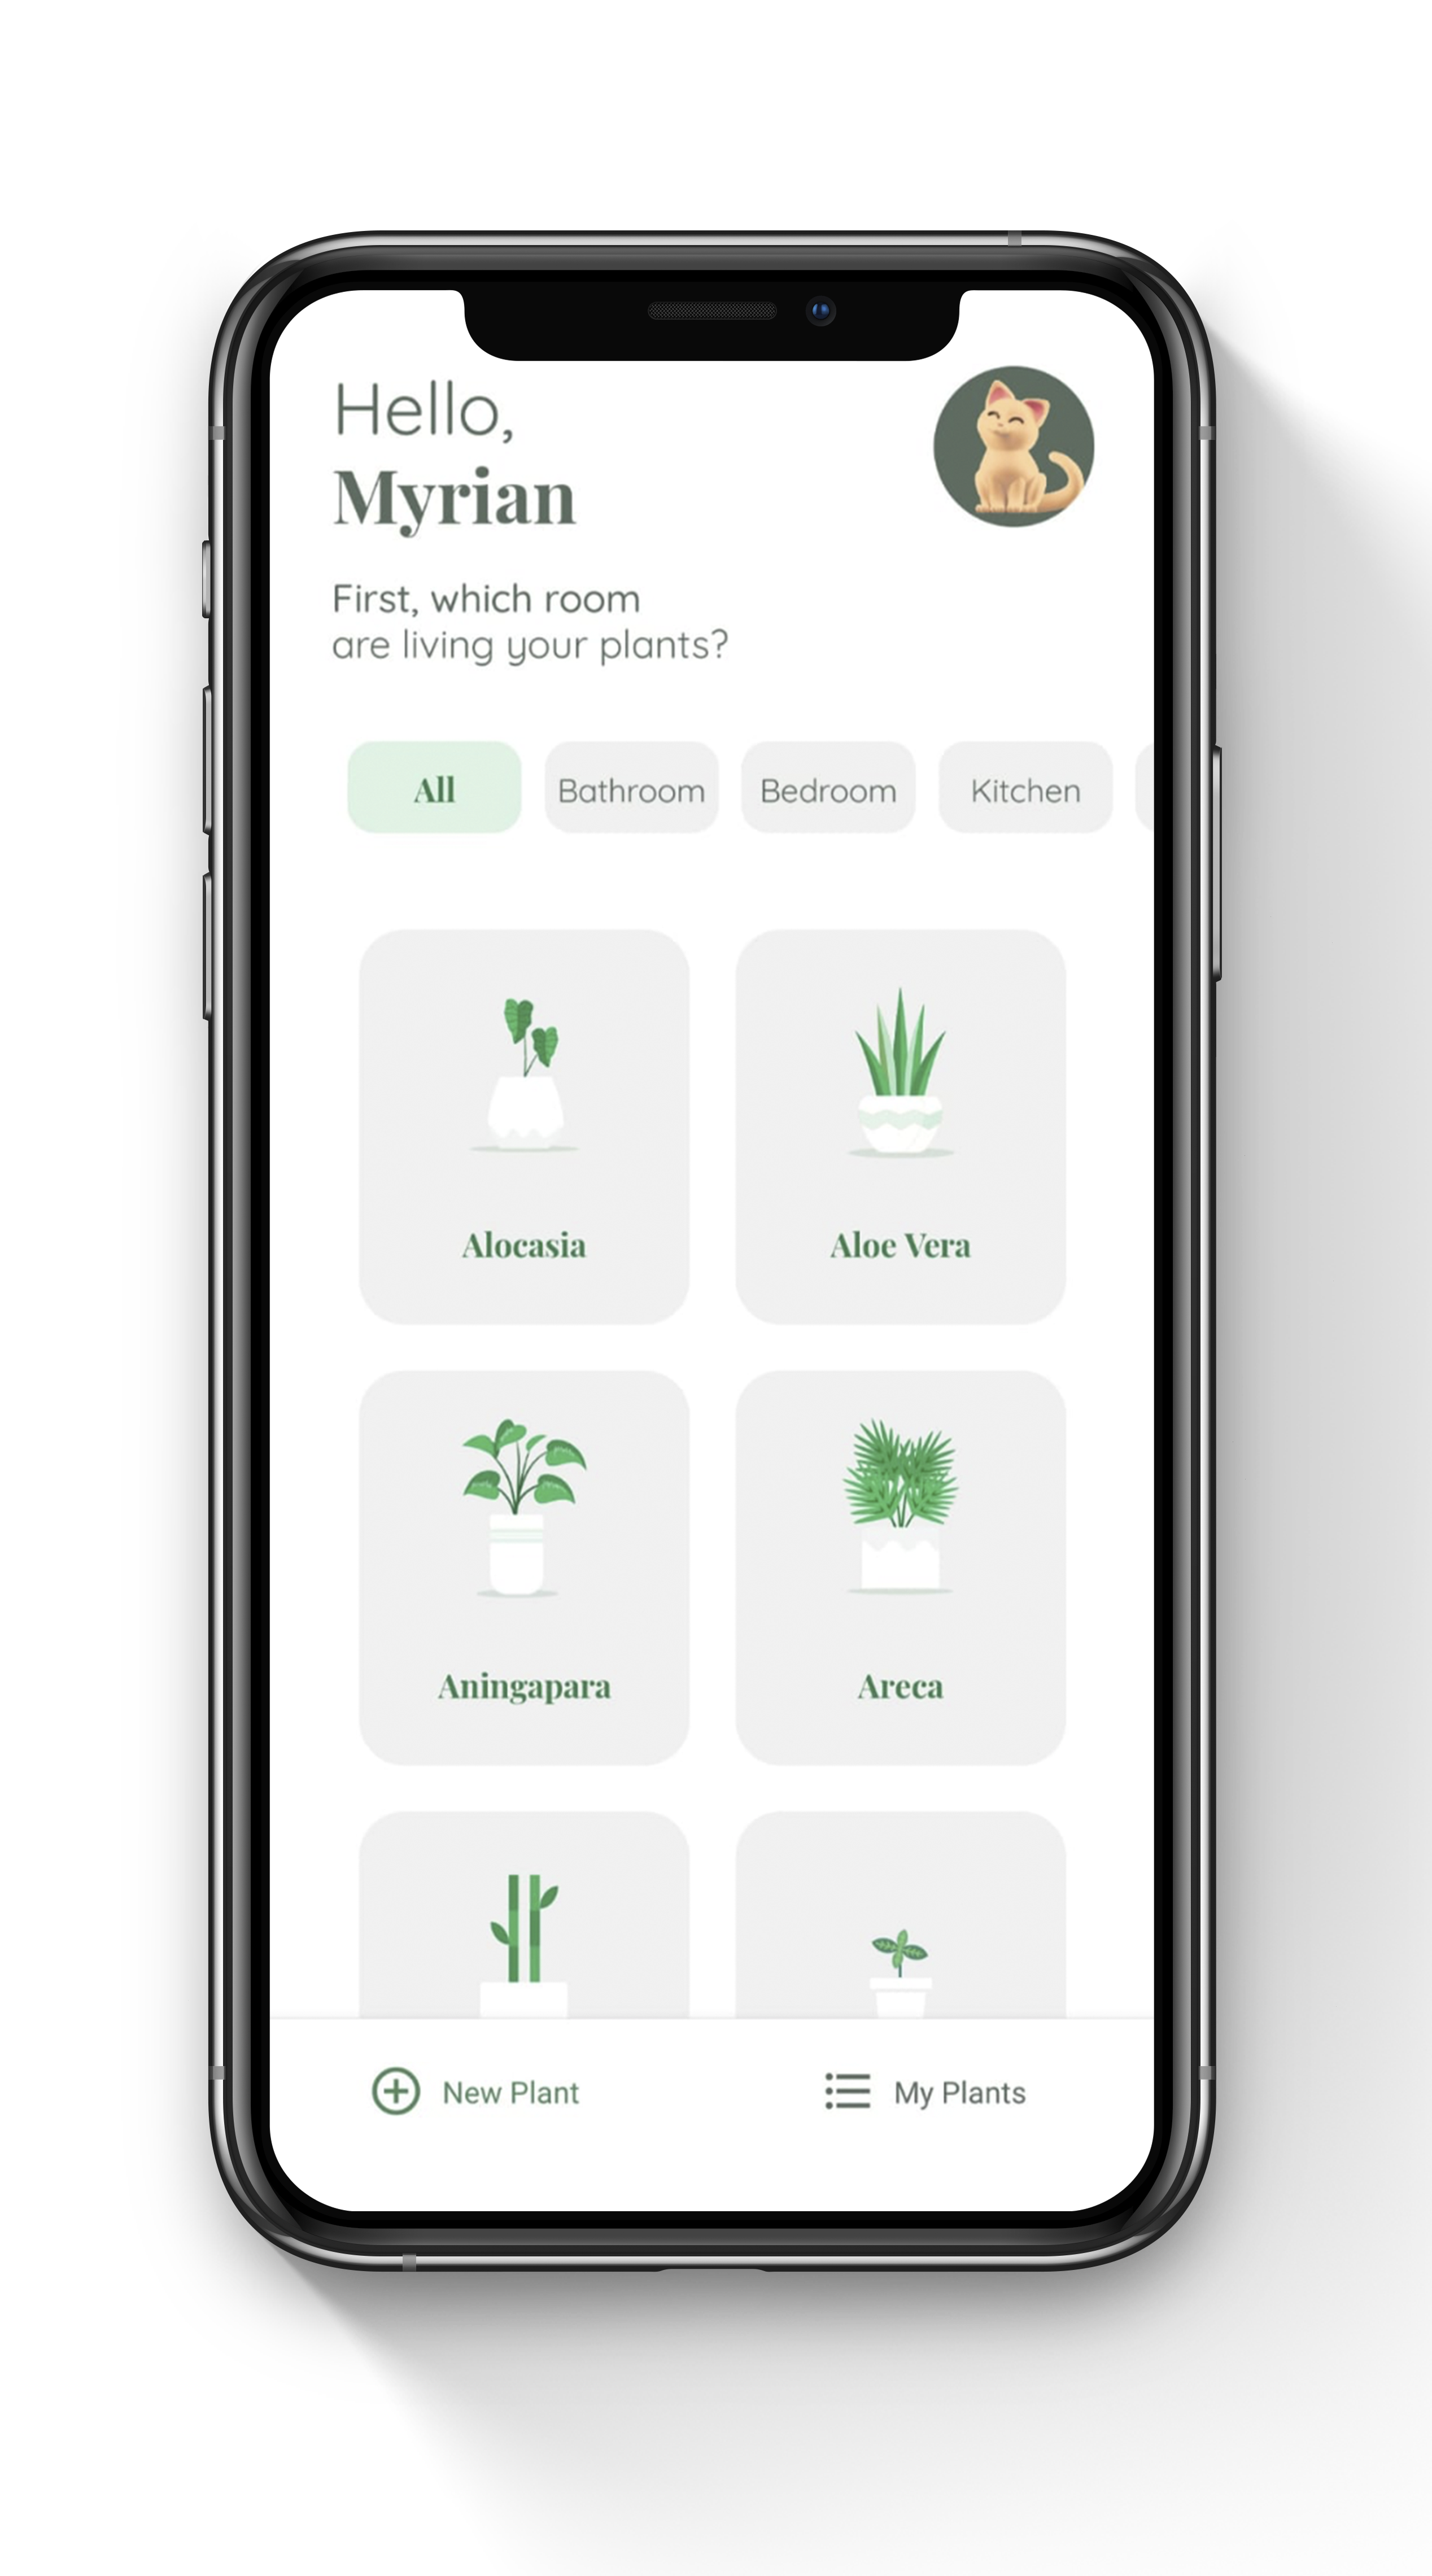 Hello,
Myrian
First, which room
are living your plants?
All
Bathroom
Bedroom
Kitchen
Alocasia
Aloe Vera
Aningapara
Areca
New Plant
My Plants